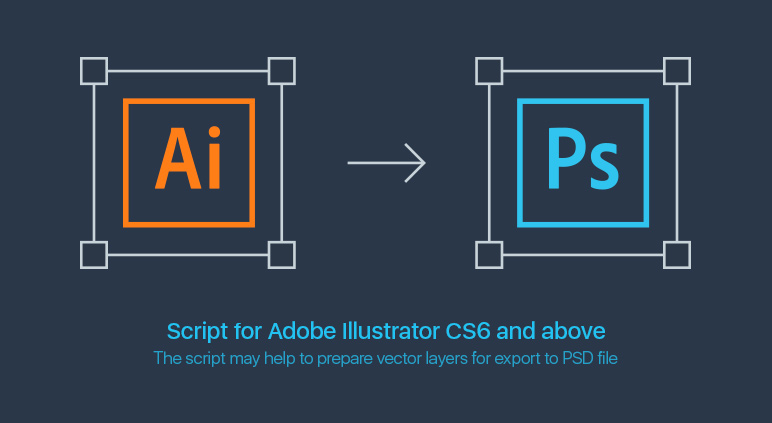 Ai
Ps
Script for Adobe Illustrator CS6 and above
The script may help to prepare vector layers for export to PSD file